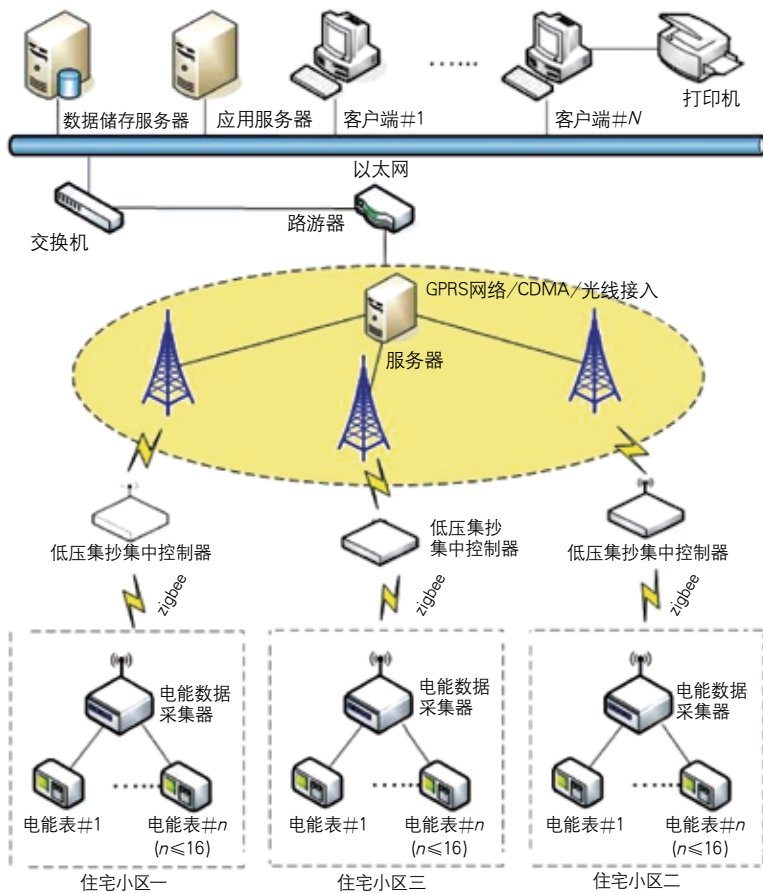 数据储存服务器
应用服务器
客户端#1
……
客户端#N
打印机
以太网
交换机
路游器
GPRS网络/CDMA/光线接入
服务器
低压集抄集中控制器
低压集抄
集中控制器
低压集抄集中控制器
zigbee
zigbee
zigbee
电能数据
采集器
电能数据
采集器
电能数据
采集器
电能表#1
电能表#n
(n≤16)
电能表#1
电能表#n
(n≤16)
电能表#1
电能表#n
(n≤16)
住宅小区一
住宅小区三
住宅小区二